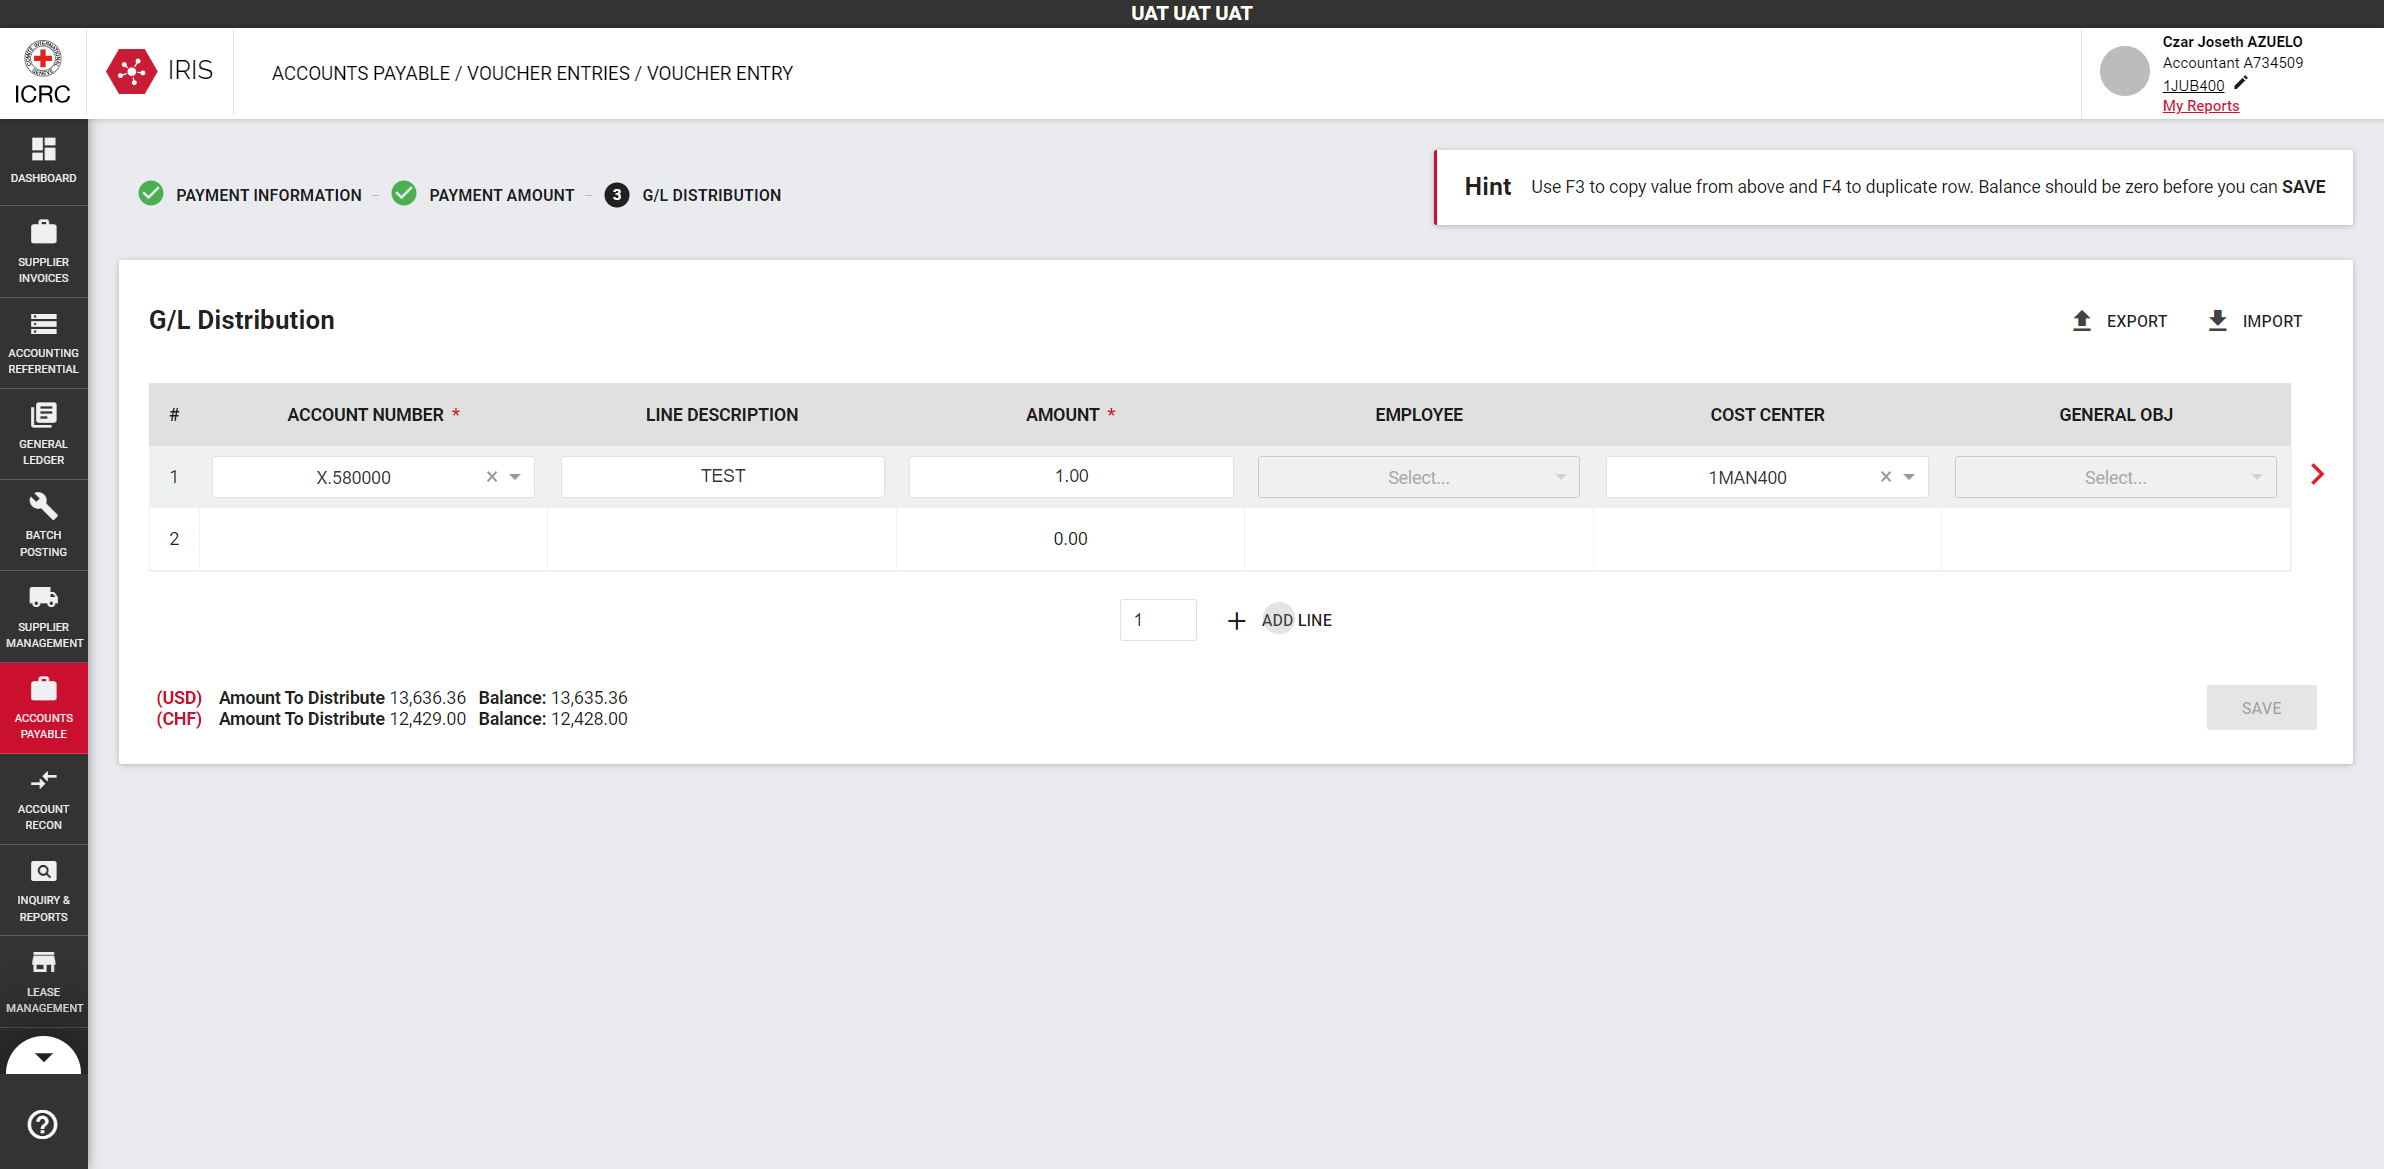 UAT UAT UAT
ICRC
IRIS
ACCOUNTS PAYABLE / VOUCHER ENTRIES / VOUCHER ENTRY
Czar Joseth AZUELO
Accountant A734509
1JUB400
My Reports
DASHBOARD
SUPPLIER
INVOICES
ACCOUNTING
REFERENTIAL
GENERAL
LEDGER
BATCH
POSTING
SUPPLIER
MANAGEMENT
ACCOUNTS
PAYABLE
ACCOUNT
RECON
INQUIRY &
REPORTS
LEASE
MANAGEMENT
PAYMENT INFORMATION – PAYMENT AMOUNT – 3 G/L DISTRIBUTION
Hint Use F3 to copy value from above and F4 to duplicate row. Balance should be zero before you can SAVE
G/L Distribution
EXPORT IMPORT
# ACCOUNT NUMBER * LINE DESCRIPTION AMOUNT * EMPLOYEE COST CENTER GENERAL OBJ
1 X.580000 TEST 1.00 Select... 1MAN400 Select...
2 0.00
1 ADD LINE
(USD) Amount To Distribute 13,636.36 Balance: 13,635.36
(CHF) Amount To Distribute 12,429.00 Balance: 12,428.00
SAVE